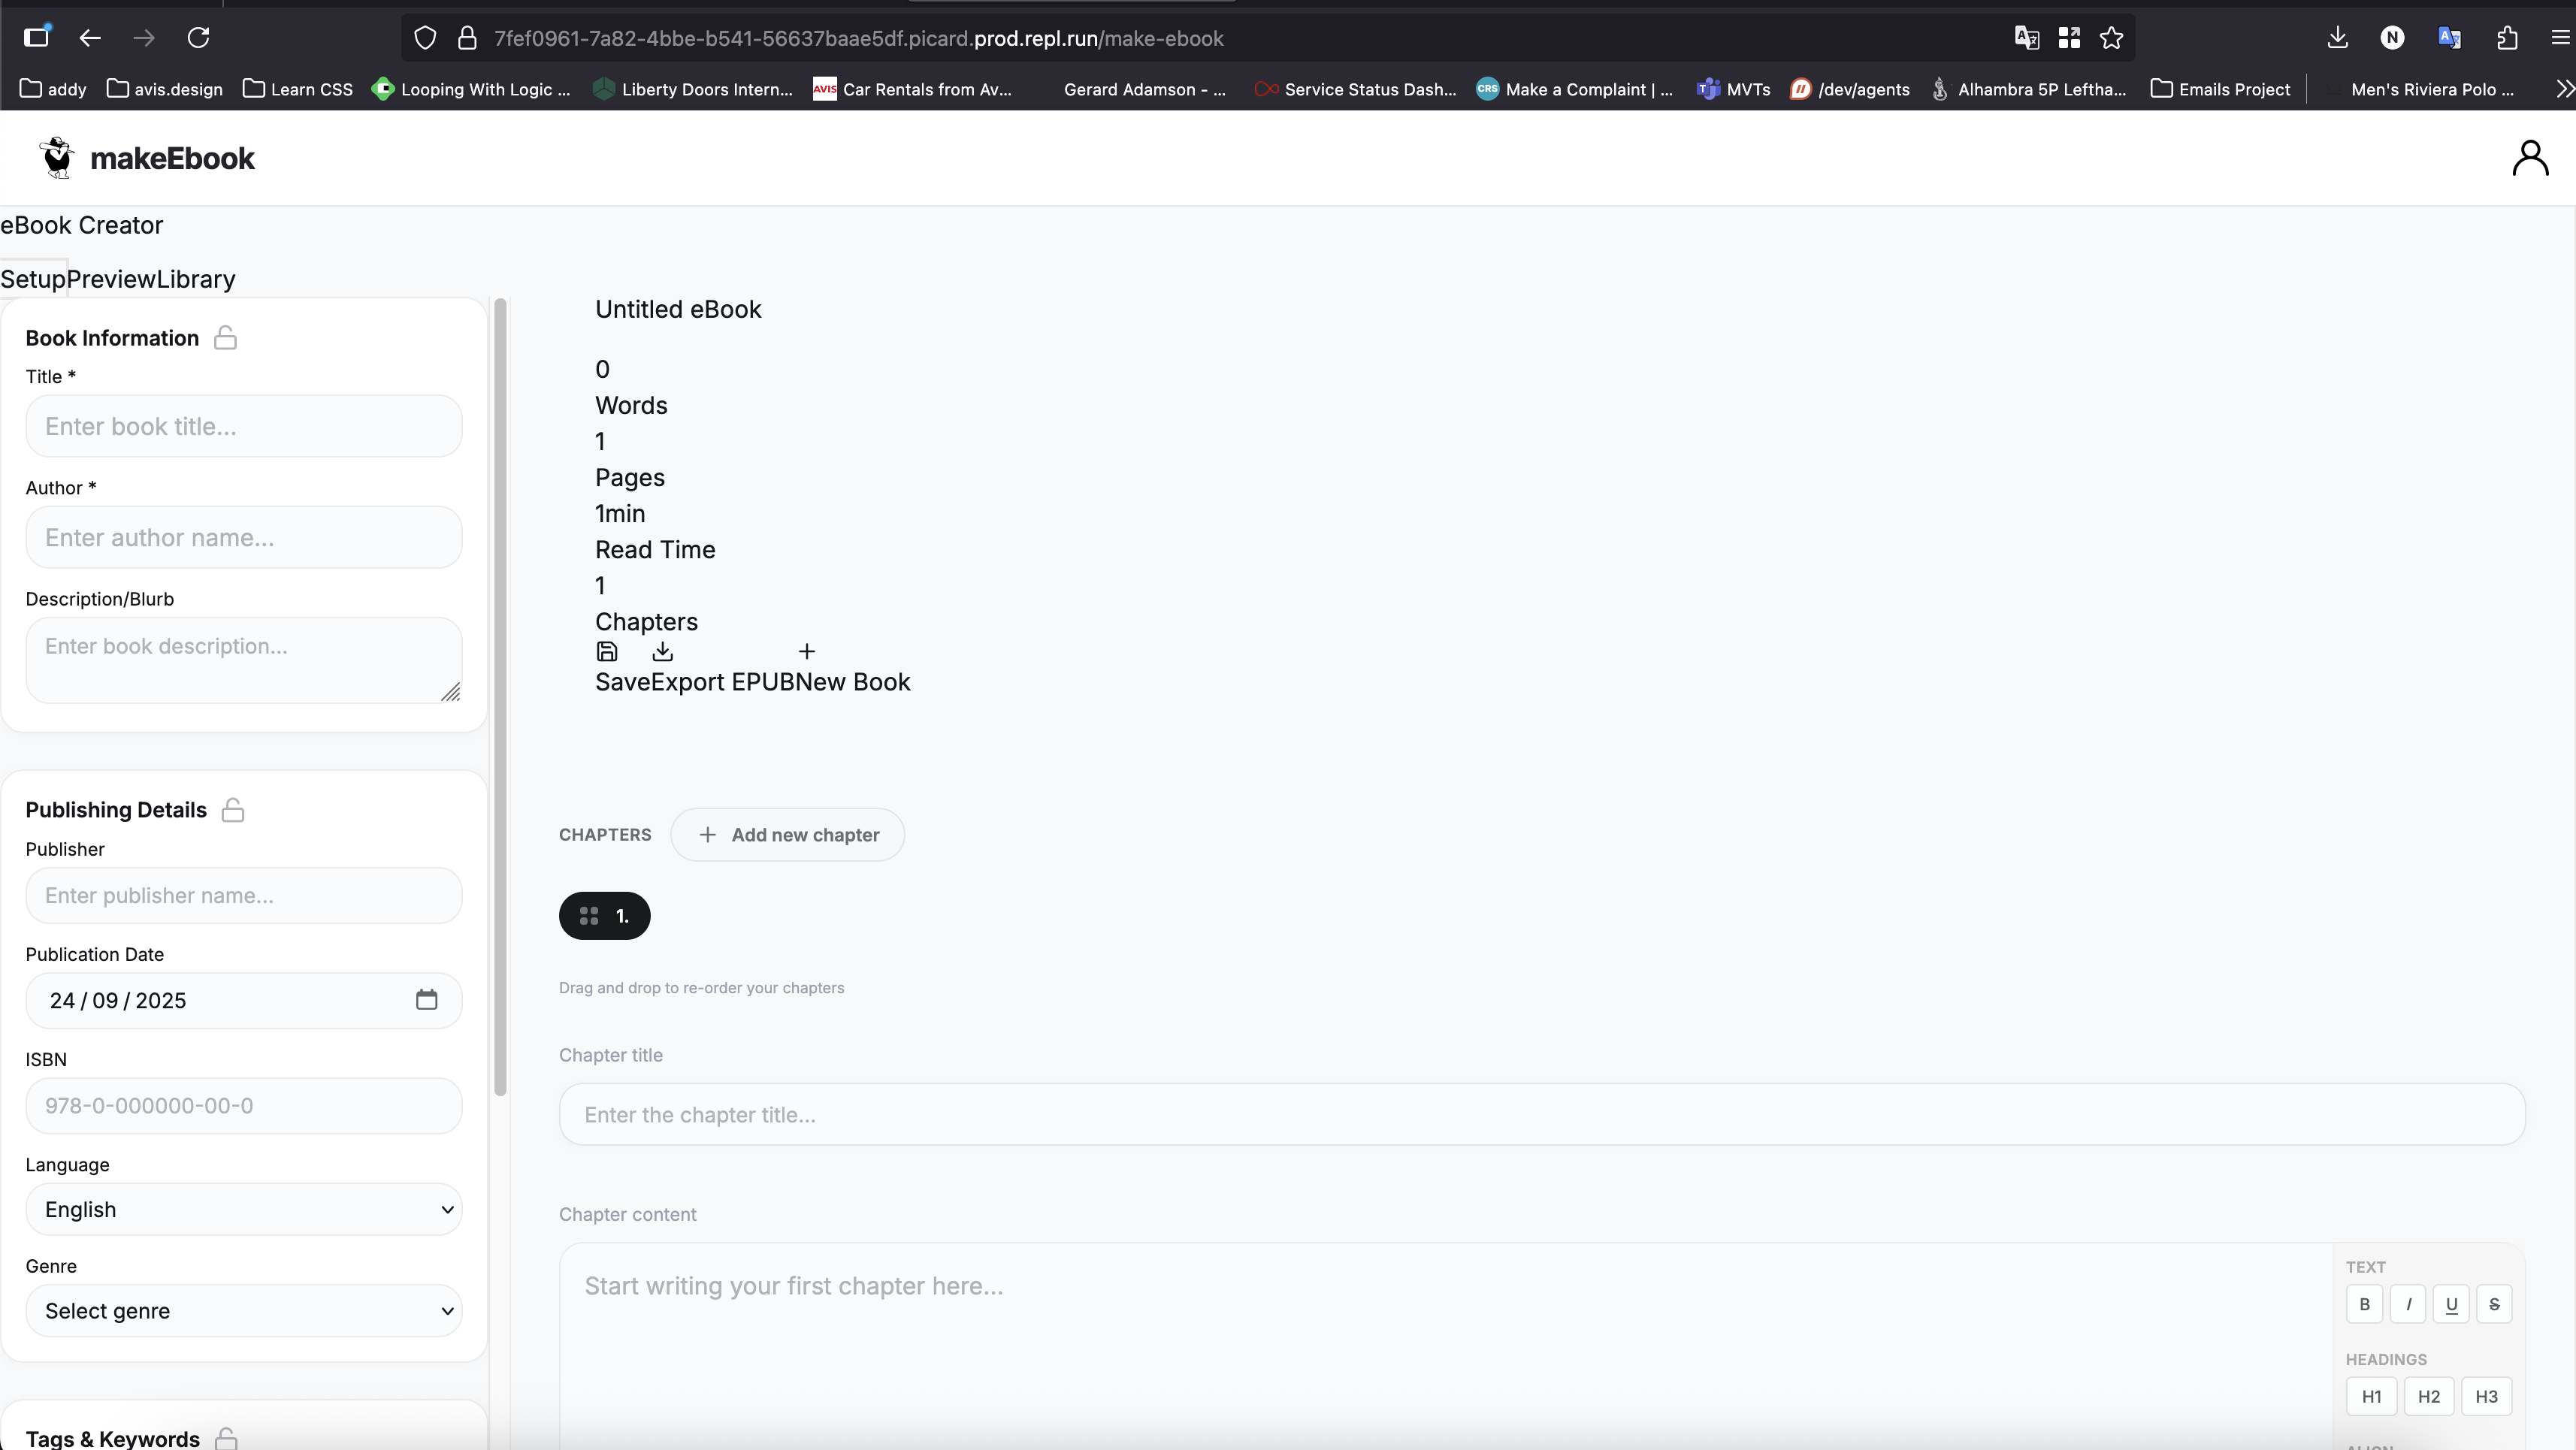 7fef0961-7a82-4bbe-b541-56637baae5df.picard.prod.repl.run/make-ebook
N
addy
avis.design
Learn CSS
Looping With Logic ...
Liberty Doors Intern...
AVIS Car Rentals from Av...
Gerard Adamson - ...
Service Status Dash...
CRS Make a Complaint | ...
MVTs
/dev/agents
Alhambra 5P Leftha...
Emails Project
Men's Riviera Polo ...
makeEbook
eBook Creator
SetupPreviewLibrary
Book Information
Title *
Enter book title...
Author *
Enter author name...
Description/Blurb
Enter book description...
Publishing Details
Publisher
Enter publisher name...
Publication Date
24 / 09 / 2025
ISBN
978-0-000000-00-0
Language
English
Genre
Select genre
Tags & Keywords
Untitled eBook
0
Words
1
Pages
1min
Read Time
1
Chapters
SaveExport EPUBNew Book
CHAPTERS
Add new chapter
1.
Drag and drop to re-order your chapters
Chapter title
Enter the chapter title...
Chapter content
Start writing your first chapter here...
TEXT
B I U S
HEADINGS
H1 H2 H3